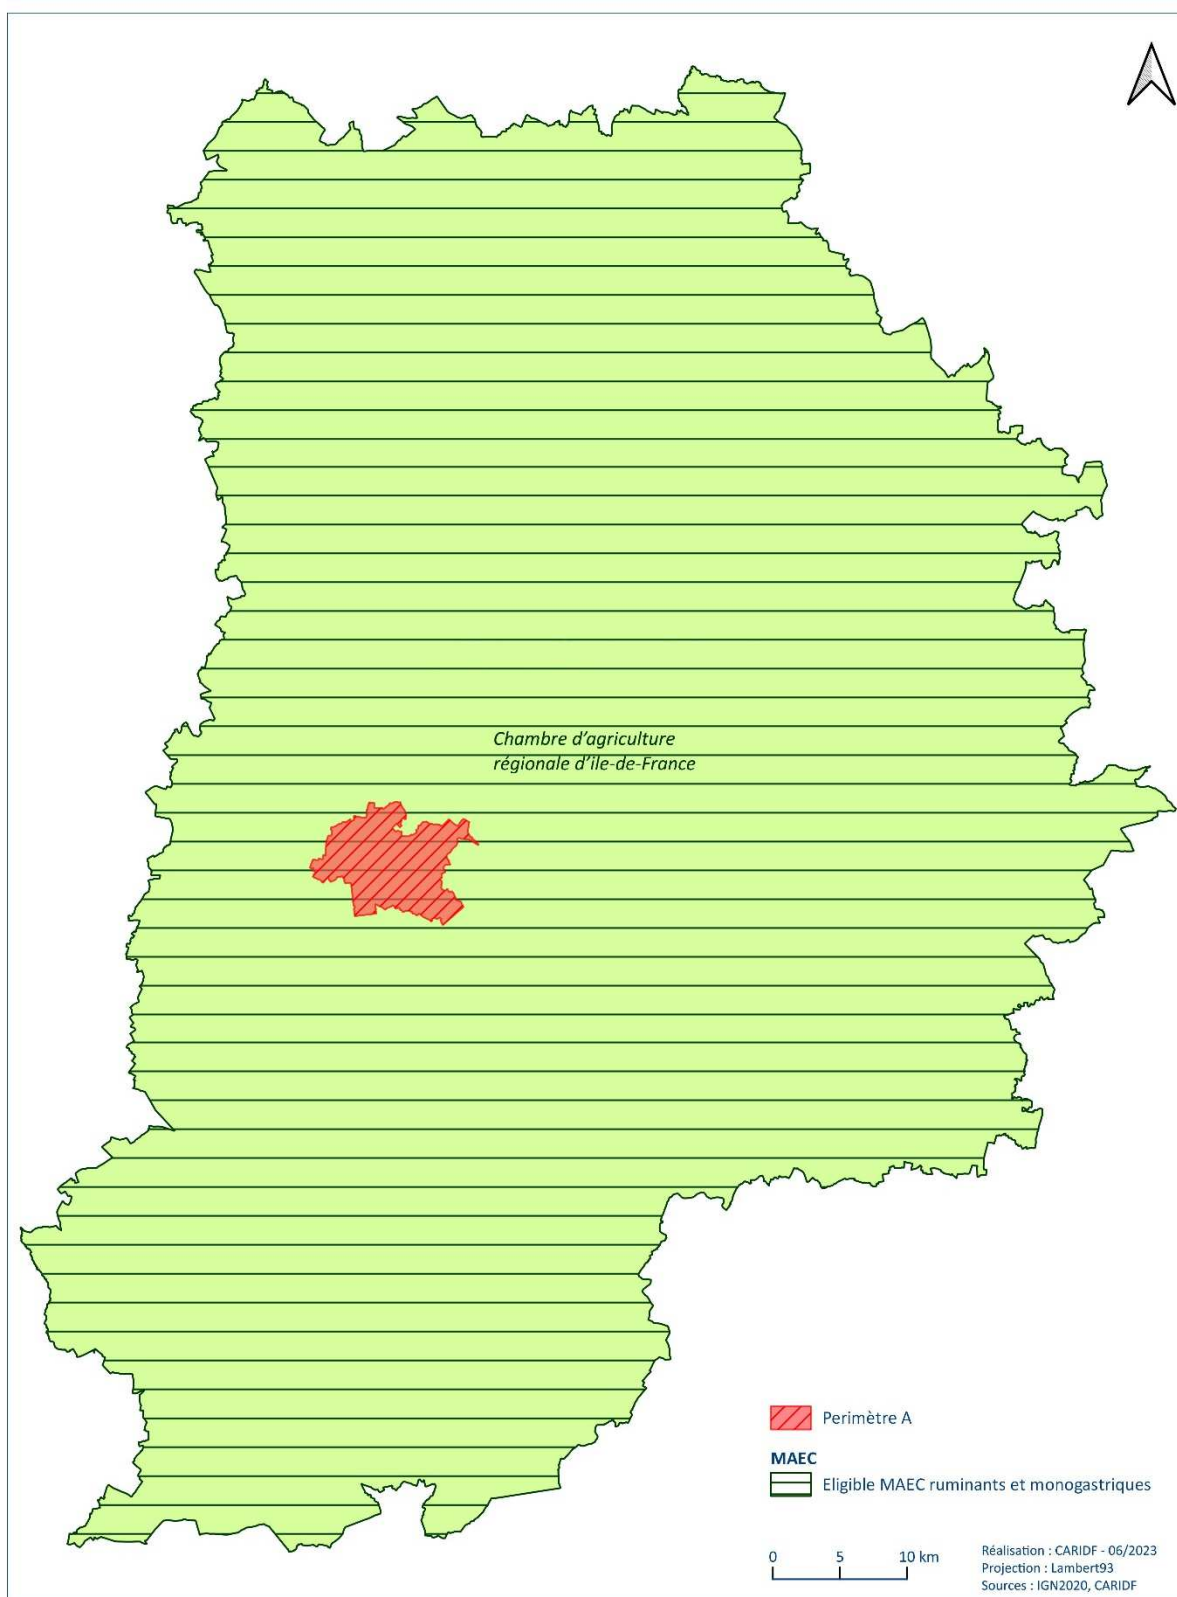 Chambre d'agriculture
régionale d'ile-de-France
Perimètre A
MAEC
Eligible MAEC ruminants et monogastriques
0 5 10 km
Réalisation : CARIDF - 06/2023
Projection : Lambert93
Sources : IGN2020, CARIDF